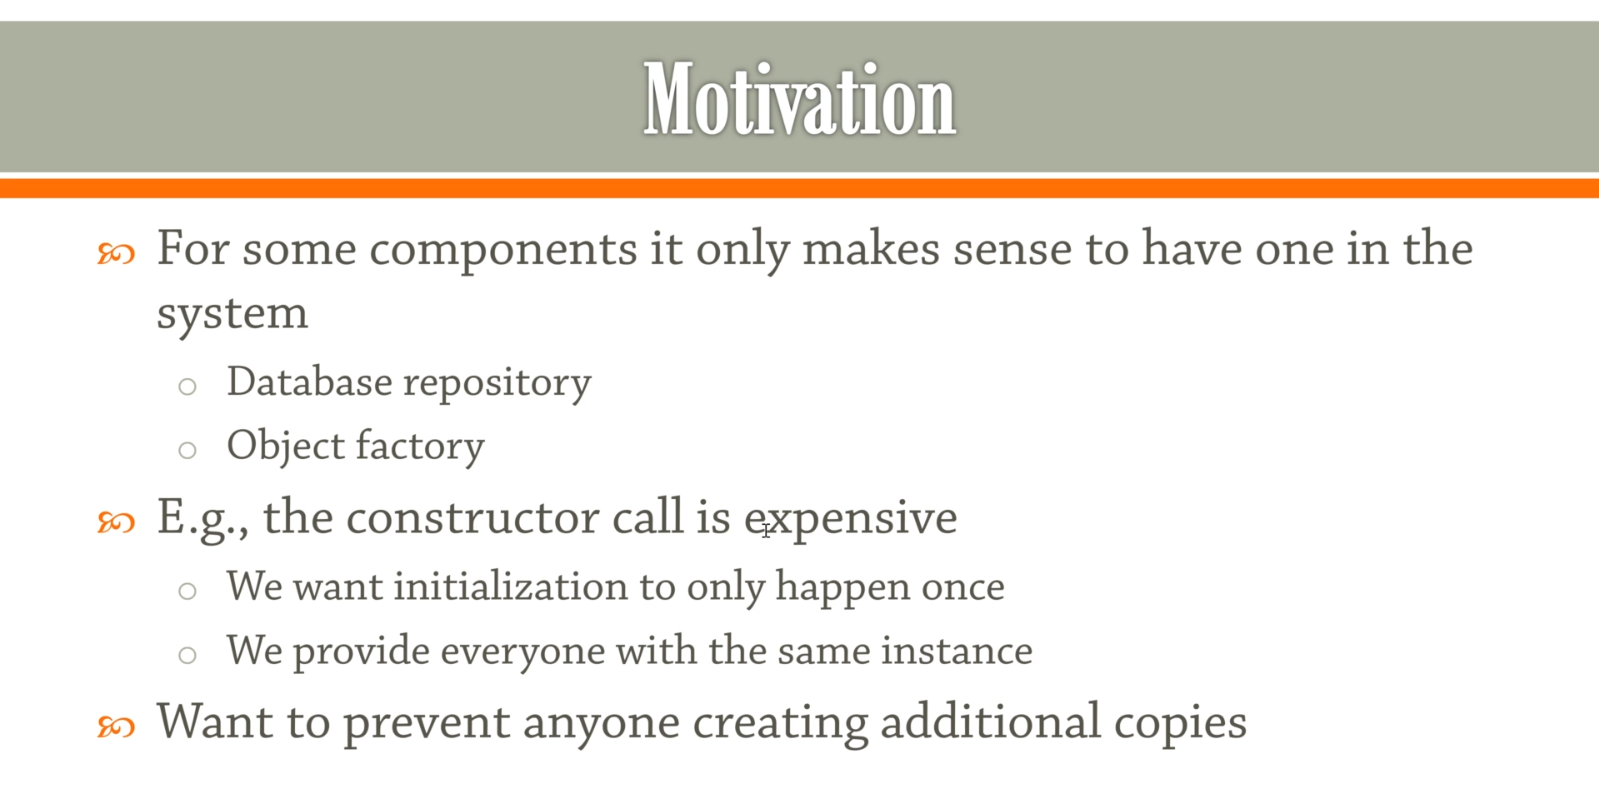 Motivation
For some components it only makes sense to have one in the
system
Database repository
Object factory
E.g., the constructor call is expensive
We want initialization to only happen once
We provide everyone with the same instance
Want to prevent anyone creating additional copies